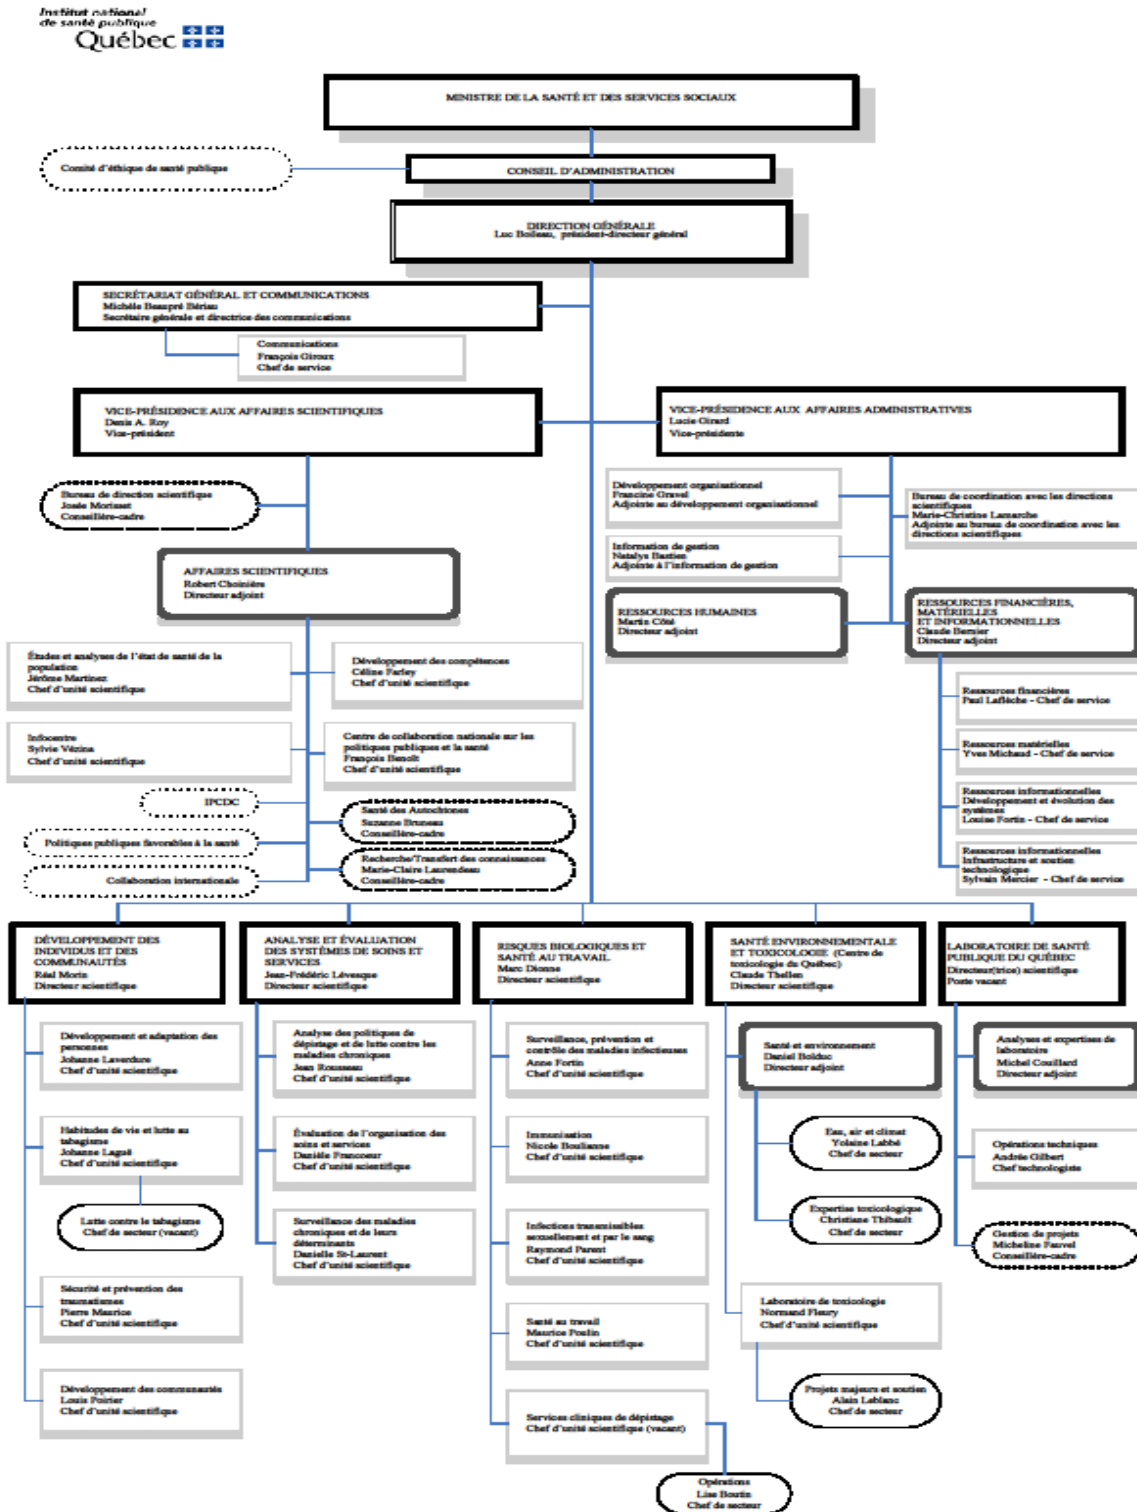 Institut national
de santé publique
Québec
MINISTRE DE LA SANTÉ ET DES SERVICES SOCIAUX
Comité d'éthique de santé publique
CONSEIL D'ADMINISTRATION
DIRECTION GÉNÉRALE
Luc Boileau, président-directeur général
SECRÉTARIAT GÉNÉRAL ET COMMUNICATIONS
Michèle Beaupré Bériau
Secrétaire générale et directrice des communications
Communications
François Giroux
Chef de service
VICE-PRÉSIDENCE AUX AFFAIRES SCIENTIFIQUES
Denis A. Roy
Vice-président
VICE-PRÉSIDENCE AUX AFFAIRES ADMINISTRATIVES
Lucie Girard
Vice-présidente
Bureau de direction scientifique
Josée Morisset
Conseillère-cadre
Développement organisationnel
Francine Gravel
Adjointe au développement organisationnel
Bureau de coordination avec les directions
scientifiques
Marie-Christine Lamarche
Adjointe au bureau de coordination avec les
directions scientifiques
Information de gestion
Natalys Bastien
Adjointe à l'information de gestion
AFFAIRES SCIENTIFIQUES
Robert Choinière
Directeur adjoint
RESSOURCES HUMAINES
Martin Côté
Directeur adjoint
RESSOURCES FINANCIÈRES,
MATÉRIELLES
ET INFORMATIONNELLES
Claude Bernier
Directeur adjoint
Études et analyses de l'état de santé de la
population
Jérôme Martinez
Chef d'unité scientifique
Développement des compétences
Céline Farley
Chef d'unité scientifique
Ressources financières
Paul Laflèche - Chef de service
Infocentre
Sylvie Vézina
Chef d'unité scientifique
Centre de collaboration nationale sur les
politiques publiques et la santé
François Benoît
Chef d'unité scientifique
Ressources matérielles
Yves Michaud - Chef de service
IPCDC
Santé des Autochtones
Suzanne Bruneau
Conseillère-cadre
Ressources informationnelles
Développement et évolution des
systèmes
Louise Fortin - Chef de service
Politiques publiques favorables à la santé
Recherche/Transfert des connaissances
Marie-Claire Laurendeau
Conseillère-cadre
Ressources informationnelles
Infrastructure et soutien
technologique
Sylvain Mercier - Chef de service
Collaboration internationale
DÉVELOPPEMENT DES
INDIVIDUS ET DES
COMMUNAUTÉS
Réal Morin
Directeur scientifique
ANALYSE ET ÉVALUATION
DES SYSTÈMES DE SOINS ET
SERVICES
Jean-Frédéric Lévesque
Directeur scientifique
RISQUES BIOLOGIQUES ET
SANTÉ AU TRAVAIL
Marc Dionne
Directeur scientifique
SANTÉ ENVIRONNEMENTALE
ET TOXICOLOGIE (Centre de
toxicologie du Québec)
Claude Thellen
Directeur scientifique
LABORATOIRE DE SANTÉ
PUBLIQUE DU QUÉBEC
Directeur(trice) scientifique
Poste vacant
Développement et adaptation des
personnes
Johanne Laverdure
Chef d'unité scientifique
Analyse des politiques de
dépistage et de lutte contre les
maladies chroniques
Jean Rousseau
Chef d'unité scientifique
Surveillance, prévention et
contrôle des maladies infectieuses
Anne Fortin
Chef d'unité scientifique
Santé et environnement
Daniel Bolduc
Directeur adjoint
Analyses et expertises de
laboratoire
Michel Couillard
Directeur adjoint
Habitudes de vie et lutte au
tabagisme
Johanne Laguë
Chef d'unité scientifique
Évaluation de l'organisation des
soins et services
Danièle Francoeur
Chef d'unité scientifique
Immunisation
Nicole Boulianne
Chef d'unité scientifique
Eau, air et climat
Yolaine Labbé
Chef de secteur
Opérations techniques
Andrée Gilbert
Chef technologiste
Lutte contre le tabagisme
Chef de secteur (vacant)
Surveillance des maladies
chroniques et de leurs
déterminants
Danielle St-Laurent
Chef d'unité scientifique
Infections transmissibles
sexuellement et par le sang
Raymond Parent
Chef d'unité scientifique
Expertise toxicologique
Christiane Thibault
Chef de secteur
Gestion de projets
Micheline Fauvel
Conseillère-cadre
Sécurité et prévention des
traumatismes
Pierre Maurice
Chef d'unité scientifique
Santé au travail
Maurice Poulin
Chef d'unité scientifique
Laboratoire de toxicologie
Normand Fleury
Chef d'unité scientifique
Développement des communautés
Louis Poirier
Chef d'unité scientifique
Services cliniques de dépistage
Chef d'unité scientifique (vacant)
Projets majeurs et soutien
Alain Leblanc
Chef de secteur
Opérations
Lise Boutin
Chef de secteur